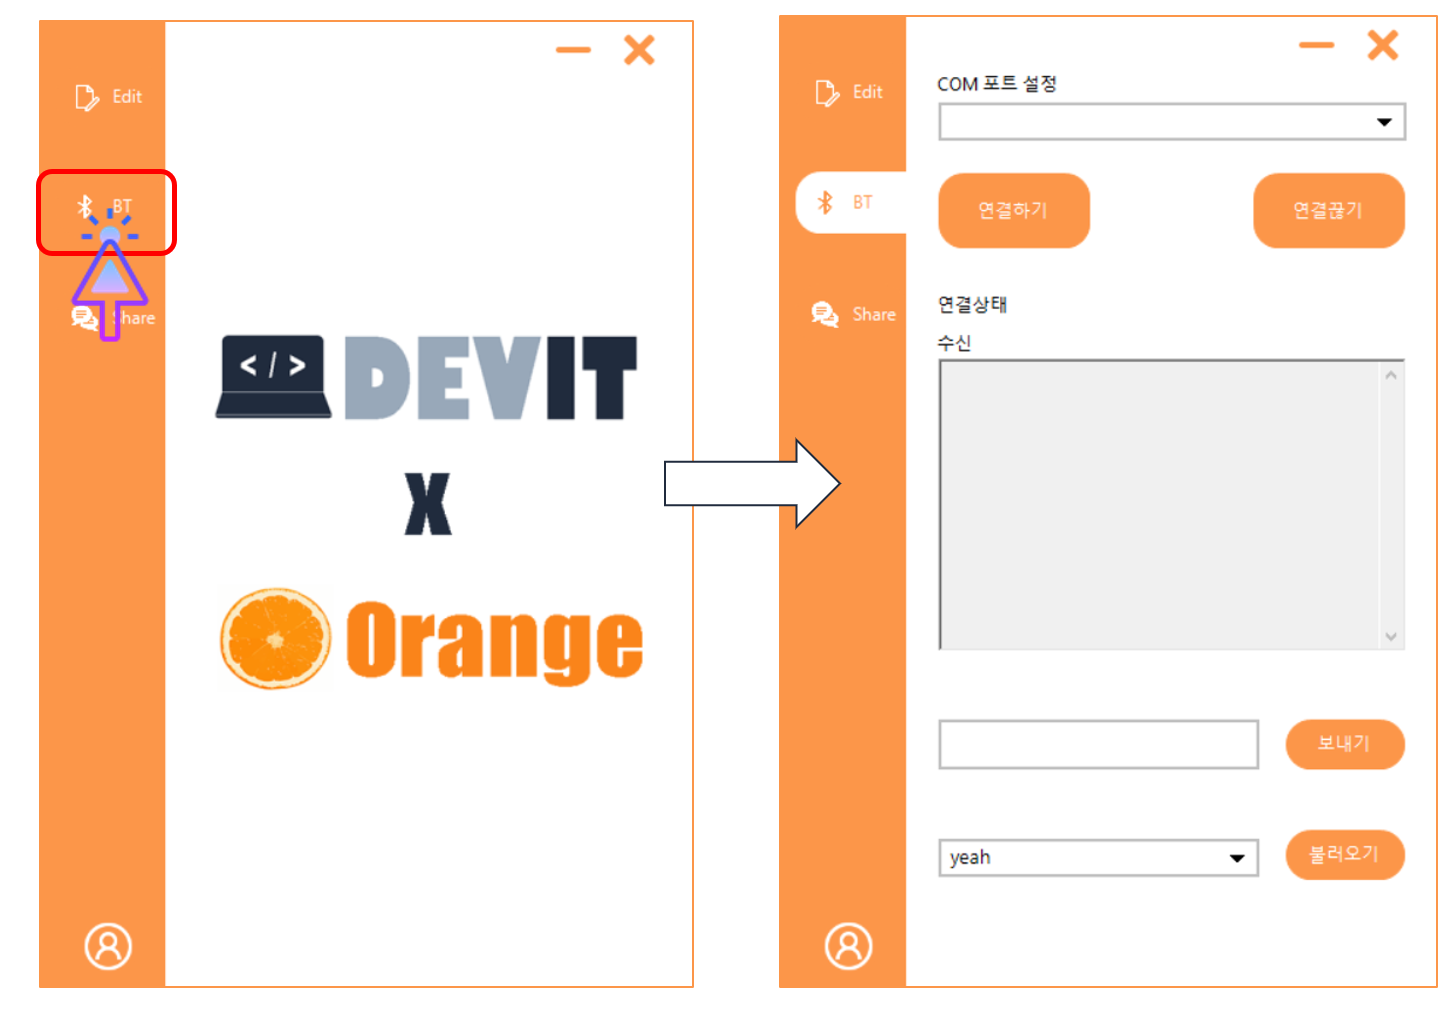 Edit
BT
Share
</> DEVIT
X
Orange
Edit
BT
Share
COM 포트 설정
연결하기
연결끊기
연결상태
수신
보내기
yeah
불러오기